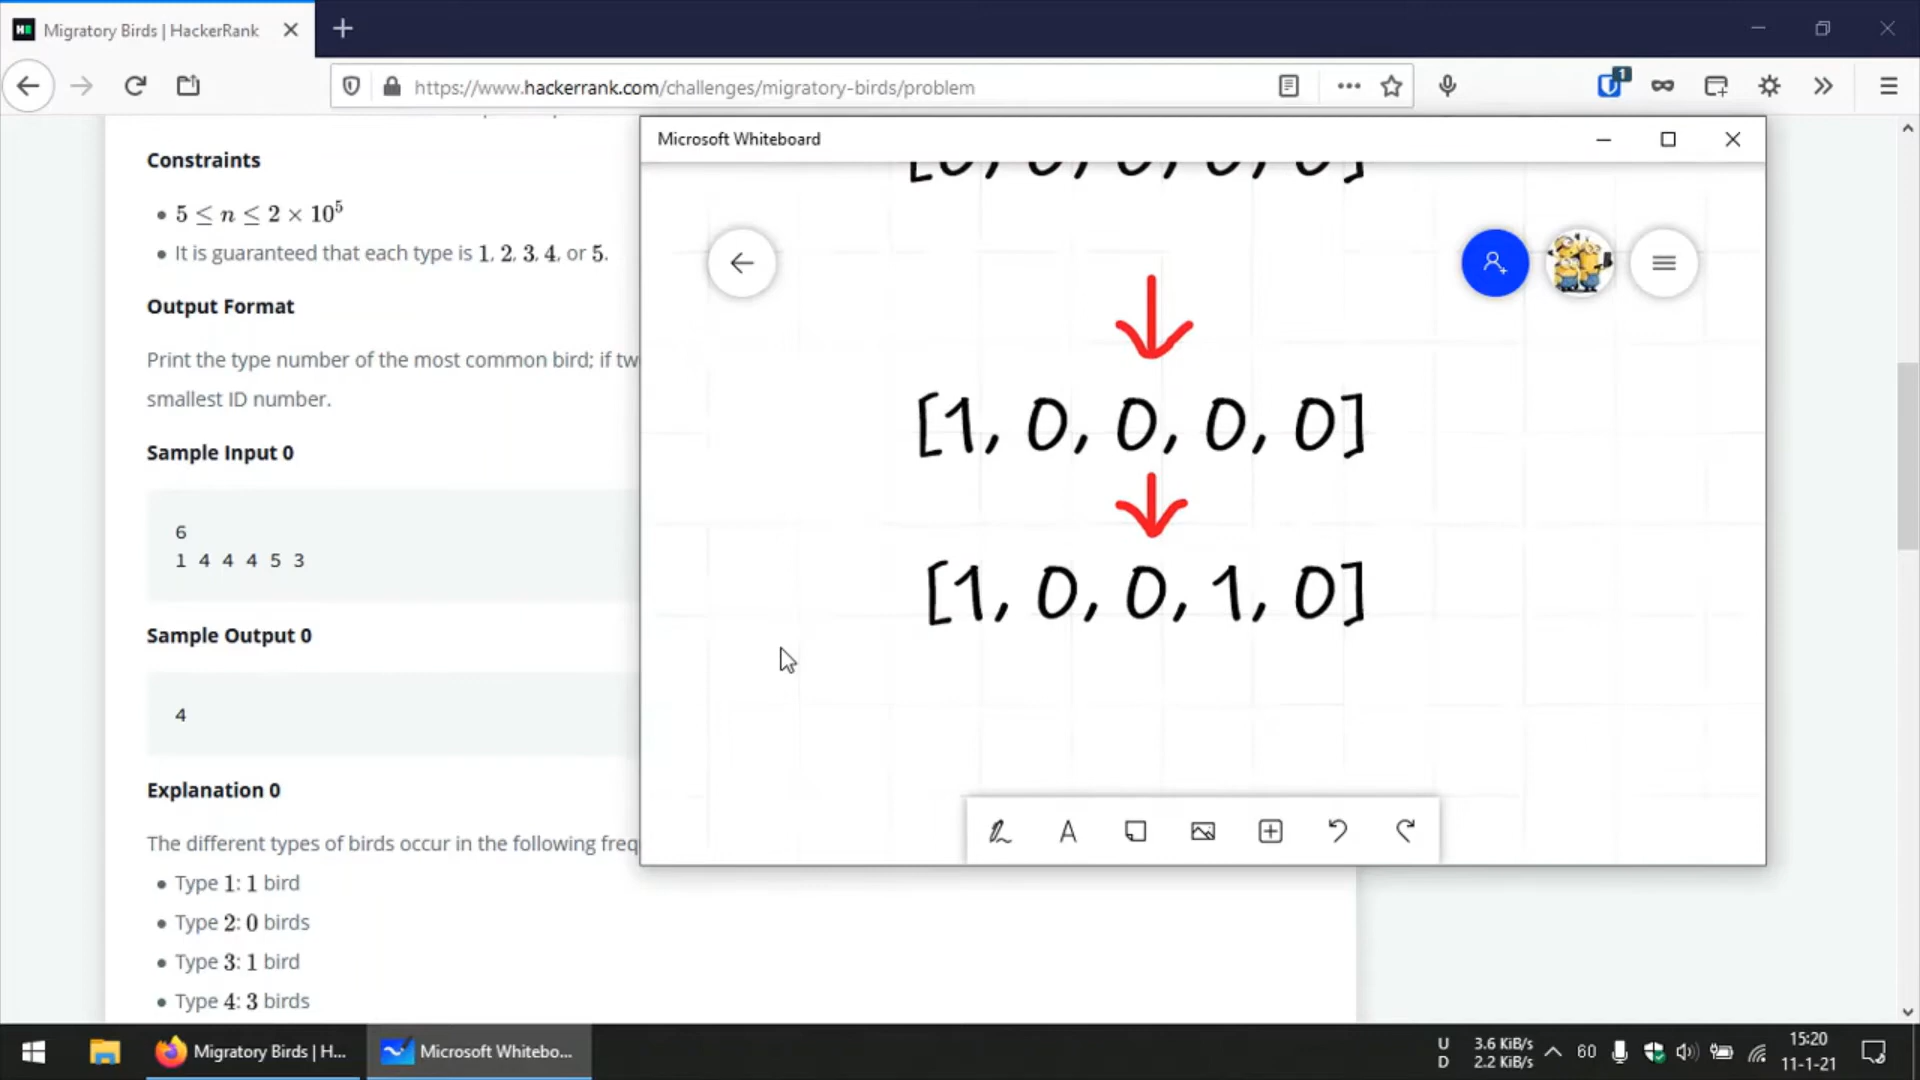 Migratory Birds | HackerRank
https://www.hackerrank.com/challenges/migratory-birds/problem
1
Constraints
5 ≤ n ≤ 2 × 10⁵
It is guaranteed that each type is 1, 2, 3, 4, or 5.
Output Format
Print the type number of the most common bird; if tw
smallest ID number.
Sample Input 0
6
1 4 4 4 5 3
Sample Output 0
4
Explanation 0
The different types of birds occur in the following freq
Type 1: 1 bird
Type 2: 0 birds
Type 3: 1 bird
Type 4: 3 birds
Microsoft Whiteboard
[0, 0, 0, 0, 0]
[1, 0, 0, 0, 0]
[1, 0, 0, 1, 0]
A
Migratory Birds | H...
Microsoft Whitebo...
U 3.6 KiB/s
D 2.2 KiB/s
60
15:20
11-1-21